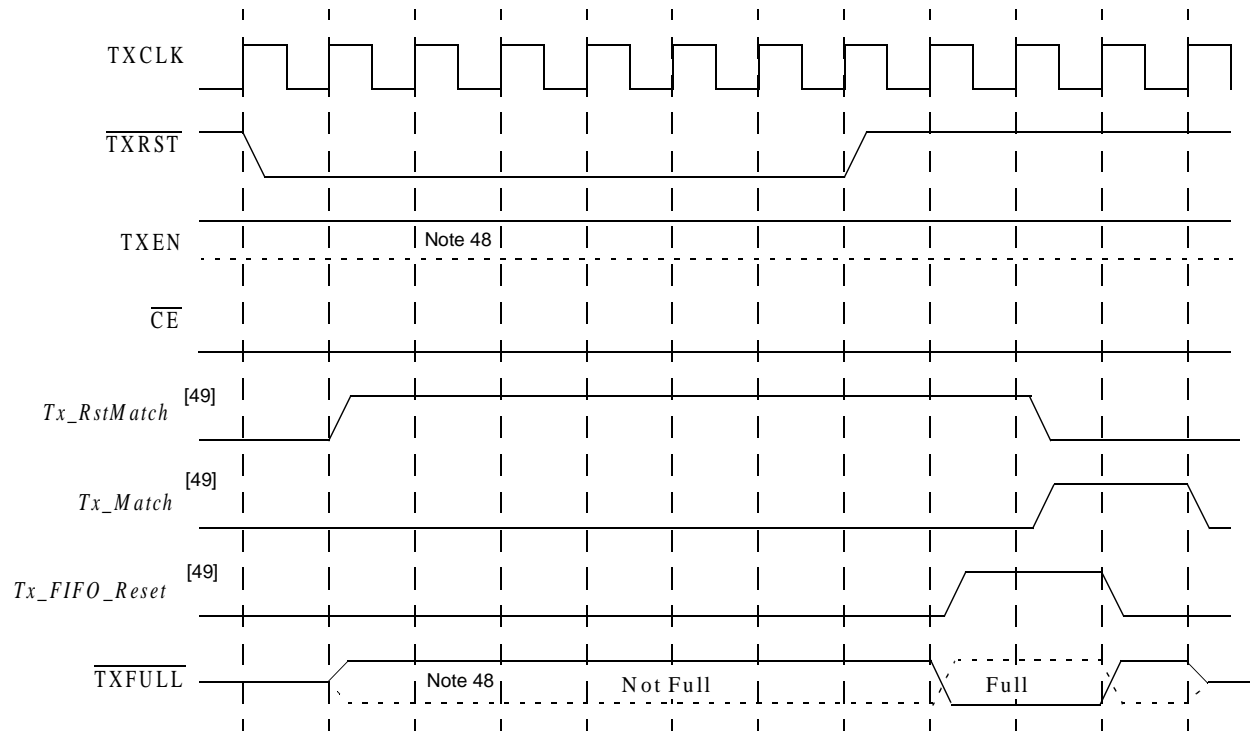 TXCLK
TXRST
TXEN
Note 48
CE
Tx_RstMatch [49]
Tx_Match [49]
Tx_FIFO_Reset [49]
TXFULL
Note 48
Not Full
Full